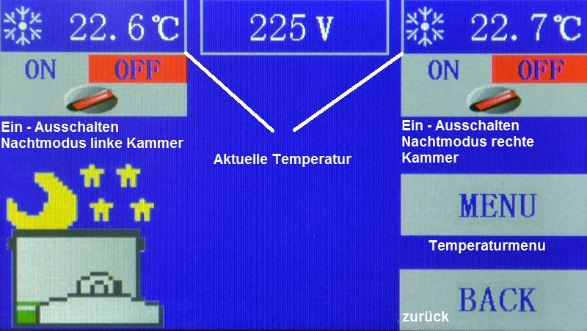 22.6℃
225 V
22.7℃
ON OFF
ON OFF
Ein - Ausschalten
Nachtmodus linke Kammer
Ein - Ausschalten
Nachtmodus rechte
Kammer
Aktuelle Temperatur
MENU
Temperaturmenu
BACK
zurück